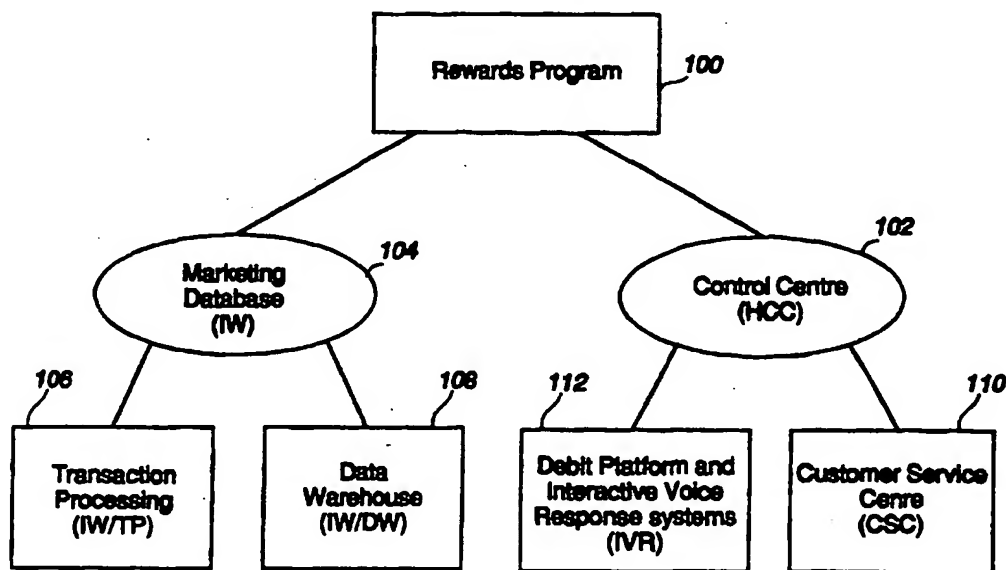 Rewards Program
100
104
102
Marketing
Database
(IW)
Control Centre
(HCC)
106
108
112
110
Transaction
Processing
(IW/TP)
Data
Warehouse
(IW/DW)
Debit Platform and
Interactive Voice
Response systems
(IVR)
Customer Service
Cenre
(CSC)